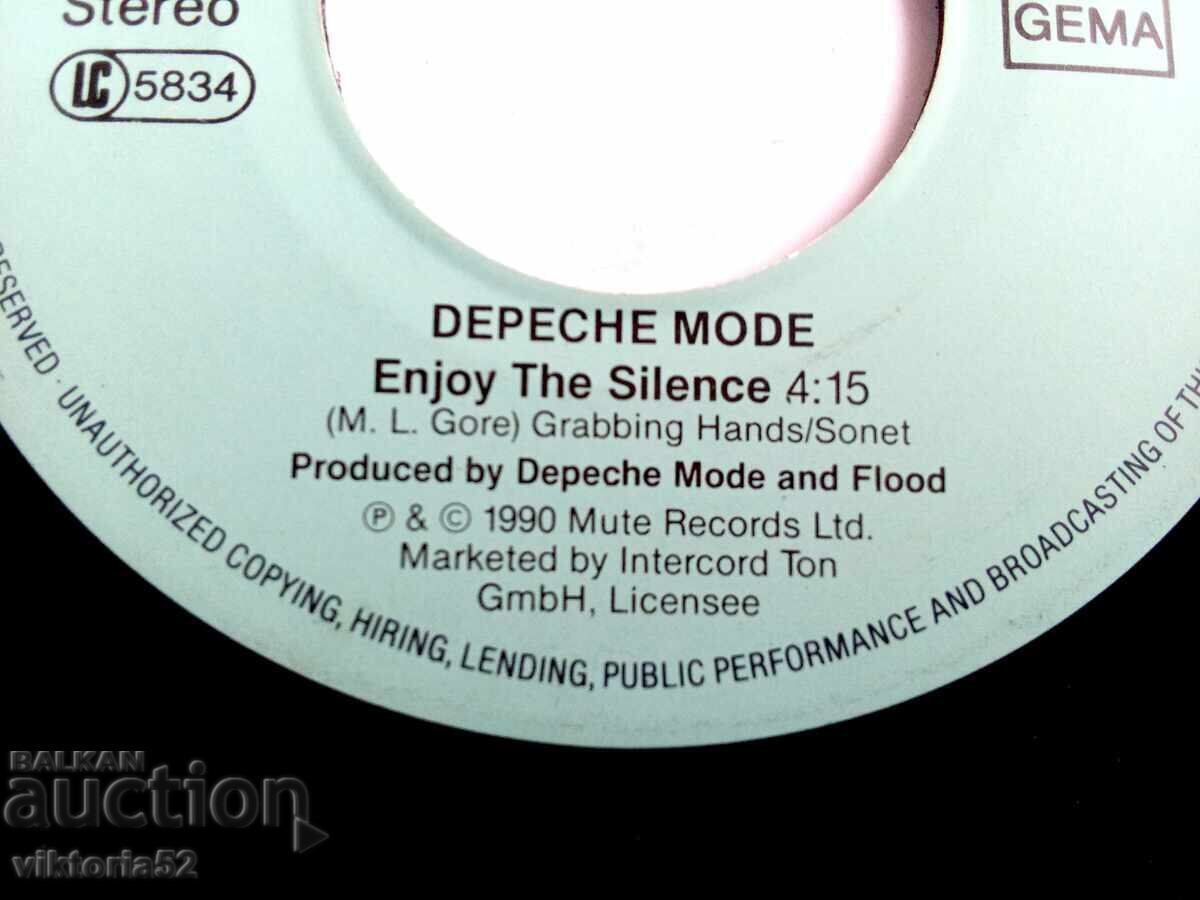 Stereo
GEMA
LC 5834
DEPECHE MODE
Enjoy The Silence 4:15
(M. L. Gore) Grabbing Hands/Sonet
Produced by Depeche Mode and Flood
Ⓟ & © 1990 Mute Records Ltd.
Marketed by Intercord Ton
GmbH, Licensee
RESERVED · UNAUTHORIZED COPYING, HIRING, LENDING, PUBLIC PERFORMANCE AND BROADCASTING OF
BALKAN
auction
viktoria52